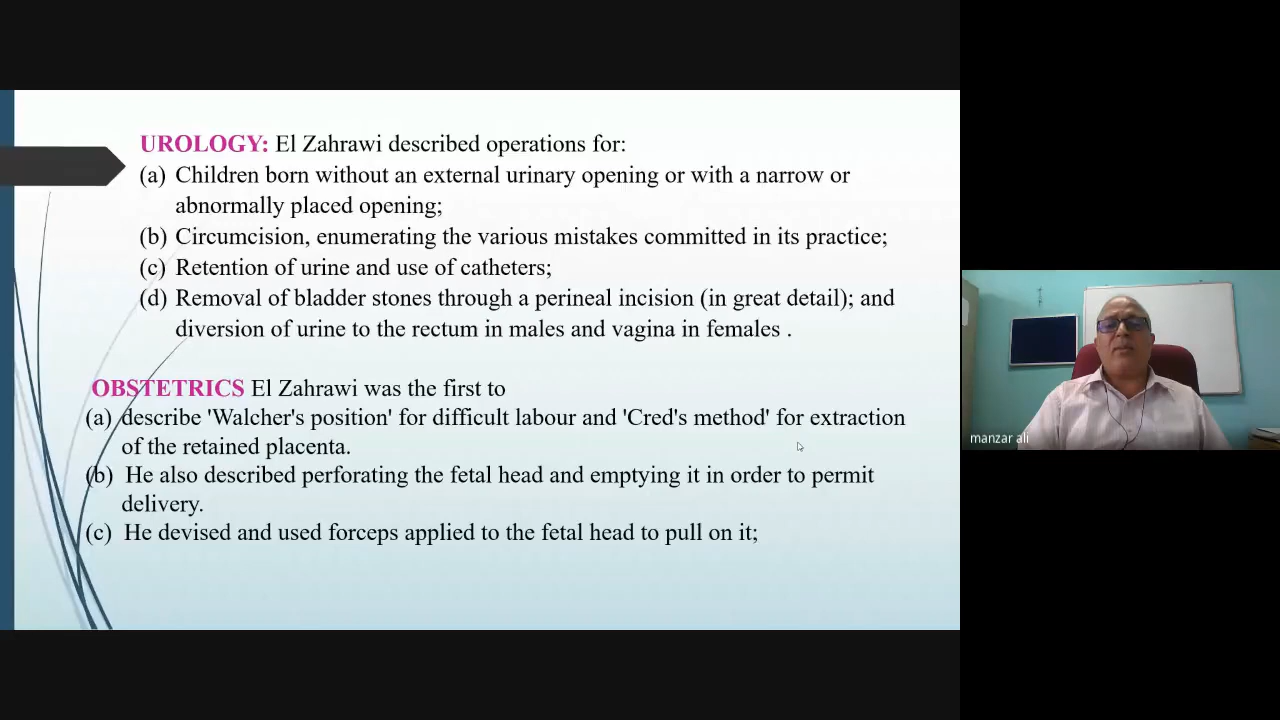 UROLOGY: El Zahrawi described operations for:
(a) Children born without an external urinary opening or with a narrow or
abnormally placed opening;
(b) Circumcision, enumerating the various mistakes committed in its practice;
(c) Retention of urine and use of catheters;
(d) Removal of bladder stones through a perineal incision (in great detail); and
diversion of urine to the rectum in males and vagina in females .
OBSTETRICS El Zahrawi was the first to
(a) describe 'Walcher's position' for difficult labour and 'Cred's method' for extraction
of the retained placenta.
(b) He also described perforating the fetal head and emptying it in order to permit
delivery.
(c) He devised and used forceps applied to the fetal head to pull on it;
manzar ali